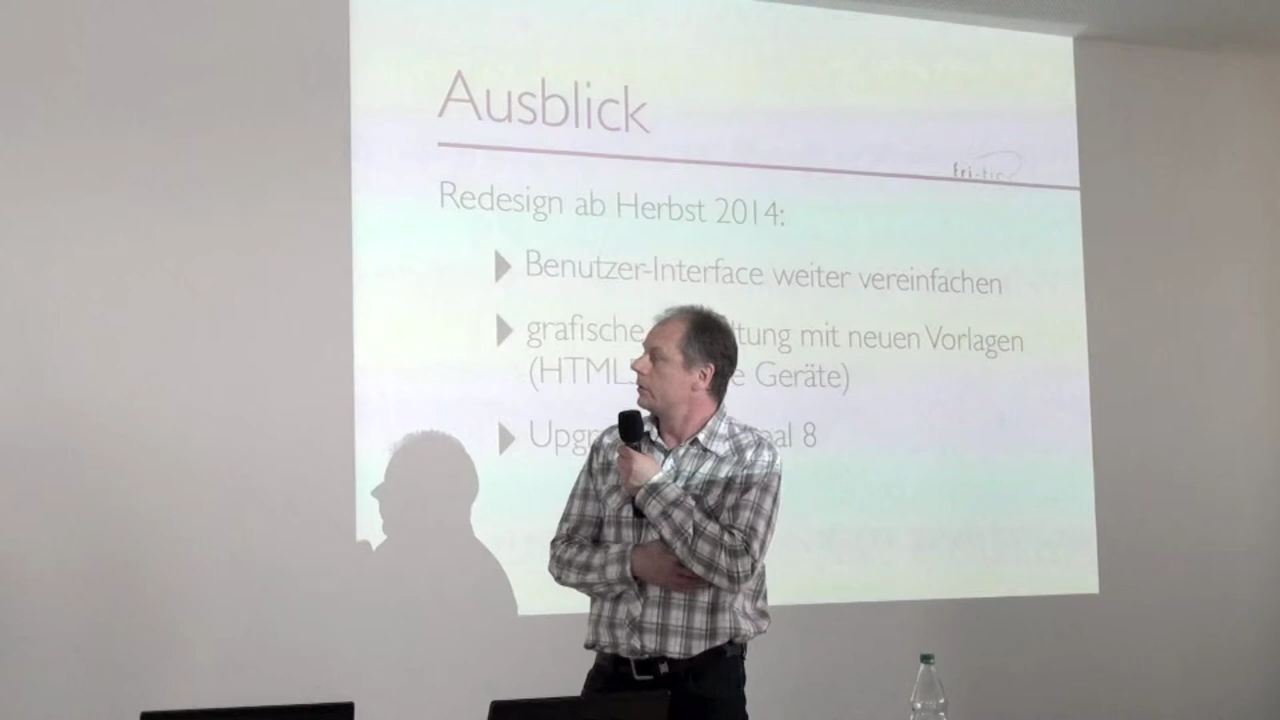 Ausblick
fri-tic
Redesign ab Herbst 2014:
Benutzer-Interface weiter vereinfachen
grafische ltung mit neuen Vorlagen
(HTML e Geräte)
Upgr al 8